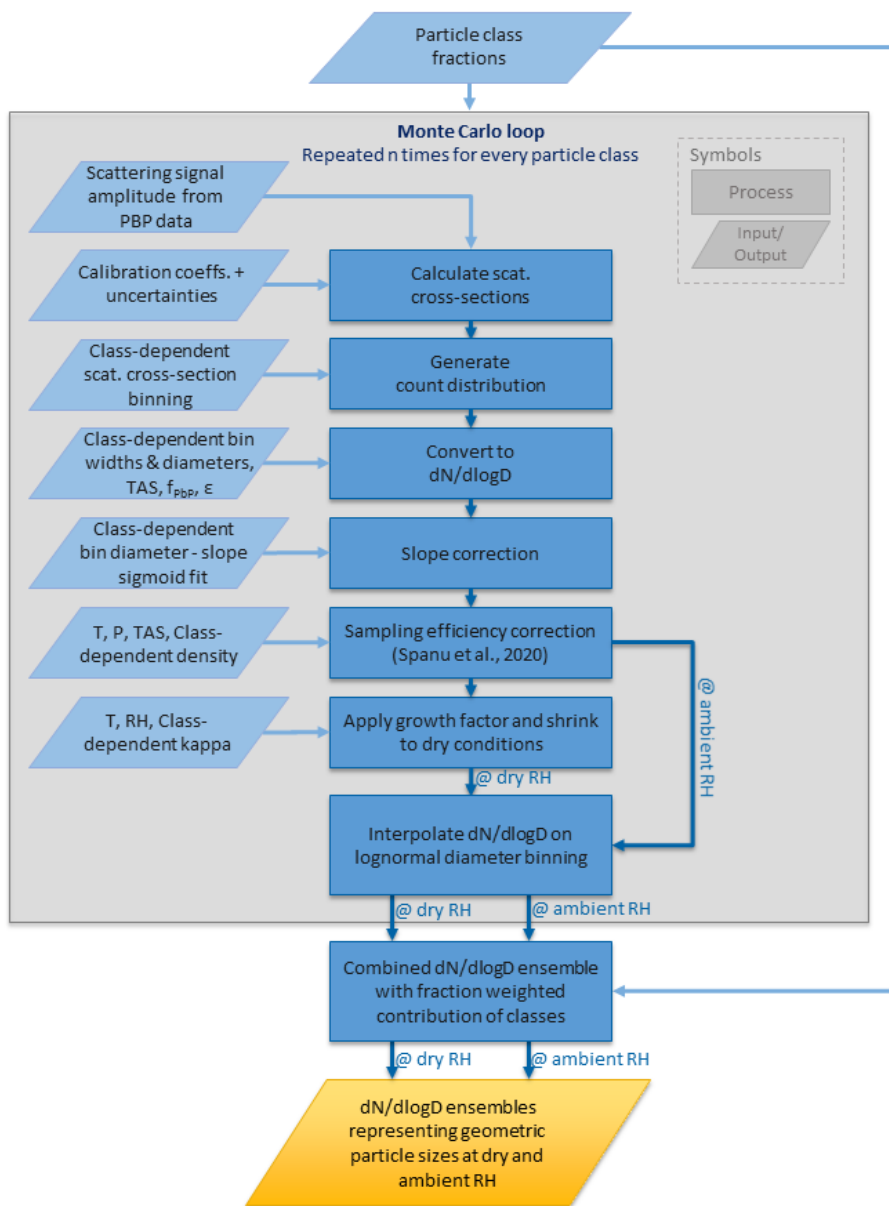 Particle class
fractions
Monte Carlo loop
Repeated n times for every particle class
Symbols
Process
Input/
Output
Scattering signal
amplitude from
PBP data
Calibration coeffs. +
uncertainties
Calculate scat.
cross-sections
Class-dependent
scat. cross-section
binning
Generate
count distribution
Class-dependent bin
widths & diameters,
TAS, fPbP, ε
Convert to
dN/dlogD
Class-dependent
bin diameter - slope
sigmoid fit
Slope correction
T, P, TAS, Class-
dependent density
Sampling efficiency correction
(Spanu et al., 2020)
@ ambient RH
T, RH, Class-
dependent kappa
Apply growth factor and shrink
to dry conditions
@ dry RH
Interpolate dN/dlogD on
lognormal diameter binning
@ dry RH
@ ambient RH
Combined dN/dlogD ensemble
with fraction weighted
contribution of classes
@ dry RH
@ ambient RH
dN/dlogD ensembles
representing geometric
particle sizes at dry and
ambient RH